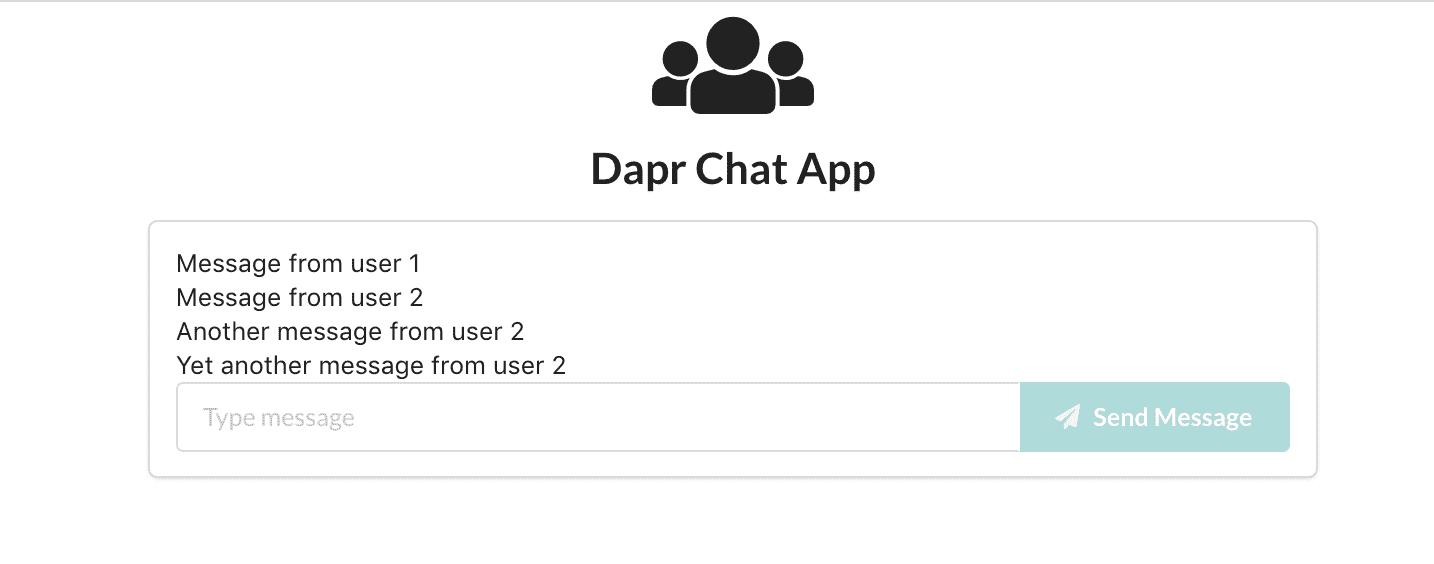 Dapr Chat App
Message from user 1
Message from user 2
Another message from user 2
Yet another message from user 2
Type message
Send Message